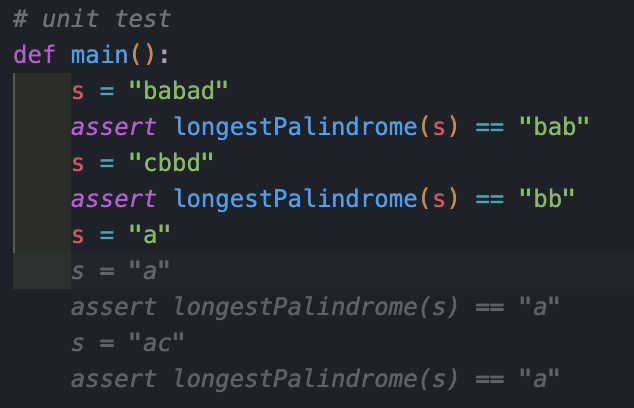 # unit test
def main():
s = "babad"
assert longestPalindrome(s) == "bab"
s = "cbbd"
assert longestPalindrome(s) == "bb"
s = "a"
s = "a"
assert longestPalindrome(s) == "a"
s = "ac"
assert longestPalindrome(s) == "a"